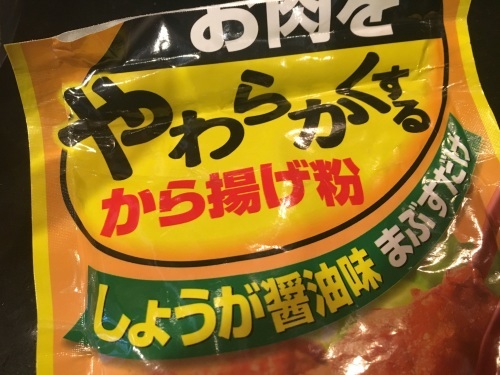 お肉を
やわらかくする
から揚げ粉
しょうが醤油味 まぶすだけ